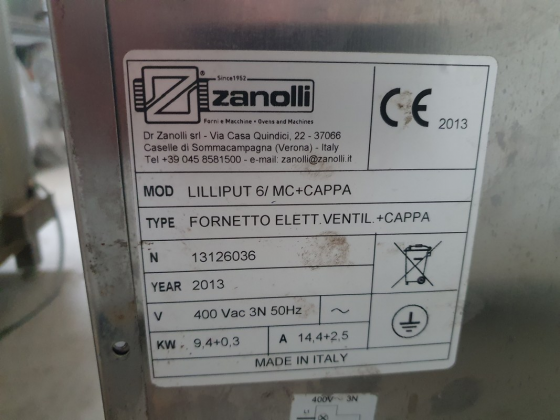 Since1952
®
zanolli
Forni e Macchine • Ovens and Machines
Dr Zanolli srl - Via Casa Quindici, 22 - 37066
Caselle di Sommacampagna (Verona) - Italy
Tel +39 045 8581500 - e-mail: zanolli@zanolli.it
CE 2013
MOD LILLIPUT 6/ MC+CAPPA
TYPE FORNETTO ELETT.VENTIL.+CAPPA
N 13126036
YEAR 2013
V 400 Vac 3N 50Hz ~
KW 9,4+0,3 A 14,4+2,5
MADE IN ITALY
400V ~ 3N